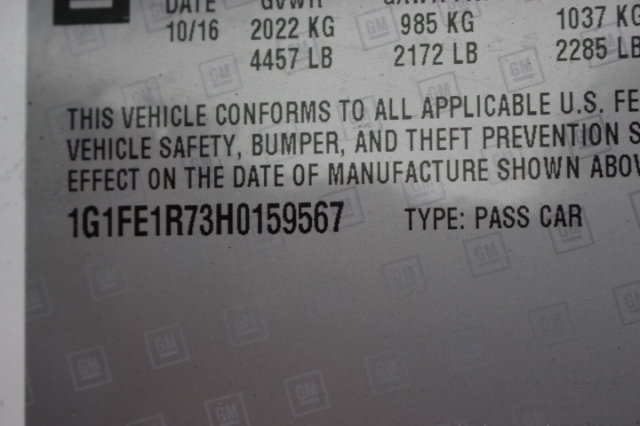 DATE GVWR
10/16 2022 KG 985 KG 1037 KG
4457 LB 2172 LB 2285 LB
THIS VEHICLE CONFORMS TO ALL APPLICABLE U.S. FE
VEHICLE SAFETY, BUMPER, AND THEFT PREVENTION S
EFFECT ON THE DATE OF MANUFACTURE SHOWN ABOV
1G1FE1R73H0159567 TYPE: PASS CAR